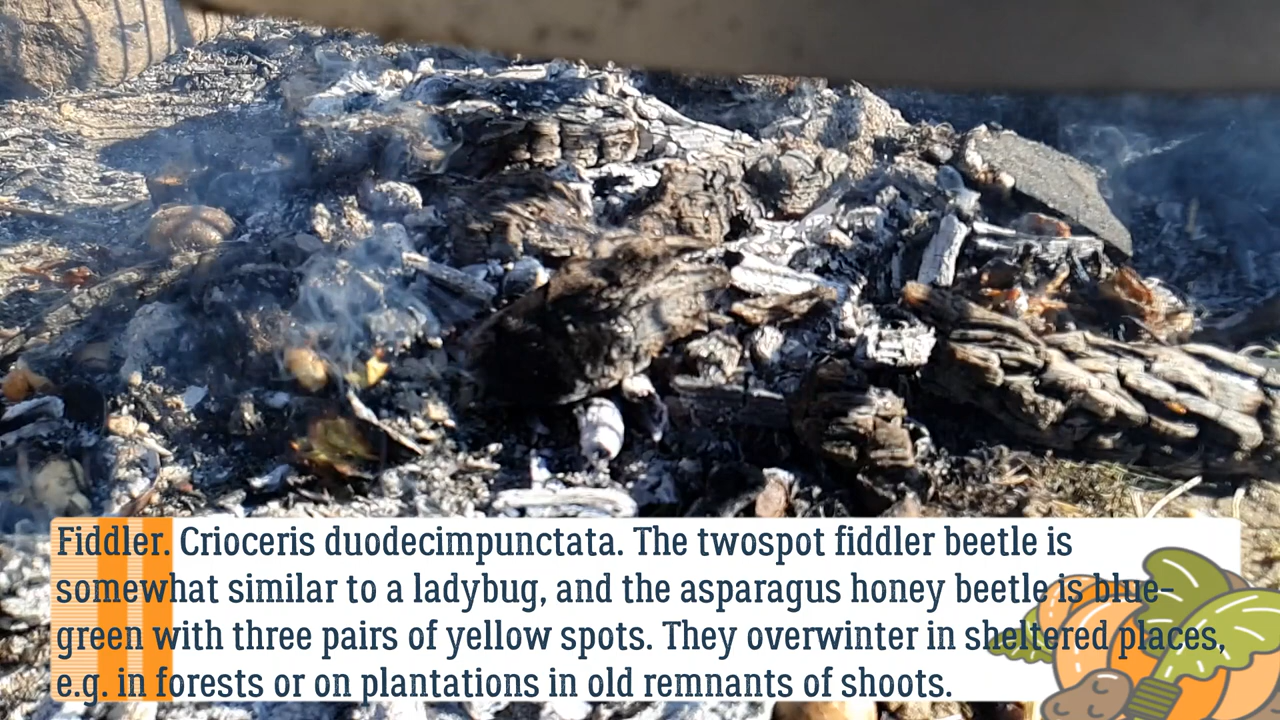 Fiddler. Crioceris duodecimpunctata. The twospot fiddler beetle is
somewhat similar to a ladybug, and the asparagus honey beetle is blue-
green with three pairs of yellow spots. They overwinter in sheltered places,
e.g. in forests or on plantations in old remnants of shoots.